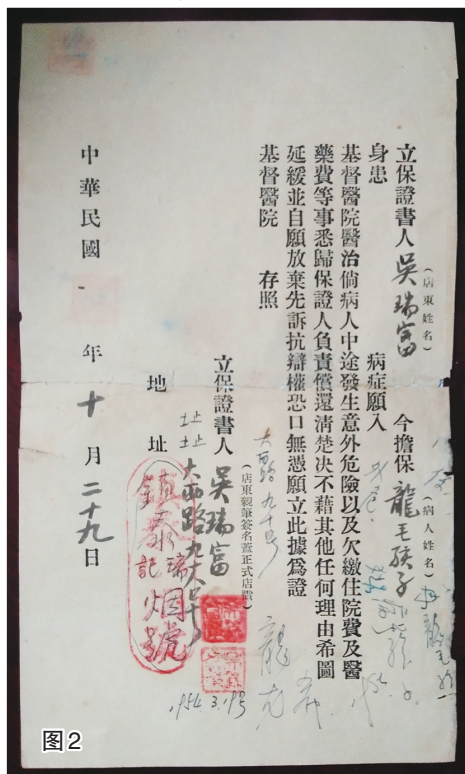 立保證書人吳瑞富 今擔保龍毛孩子
(店東姓名) (病人姓名)
身患 病症願入
基督醫院醫治倘病人中途發生意外危險以及欠繳住院費及醫
藥費等事悉歸保證人負責償還清楚決不藉其他任何理由希圖
延緩並自願放棄先訴抗辯權恐口無憑願立此據爲證
基督醫院 存照
立保證書人 吳瑞富
(店東親筆簽名蓋正式店戳)
地址
大西路九十号
鎮泰
瑞記
烟號
1954.3.19
中華民國 年十月二十九日
图2